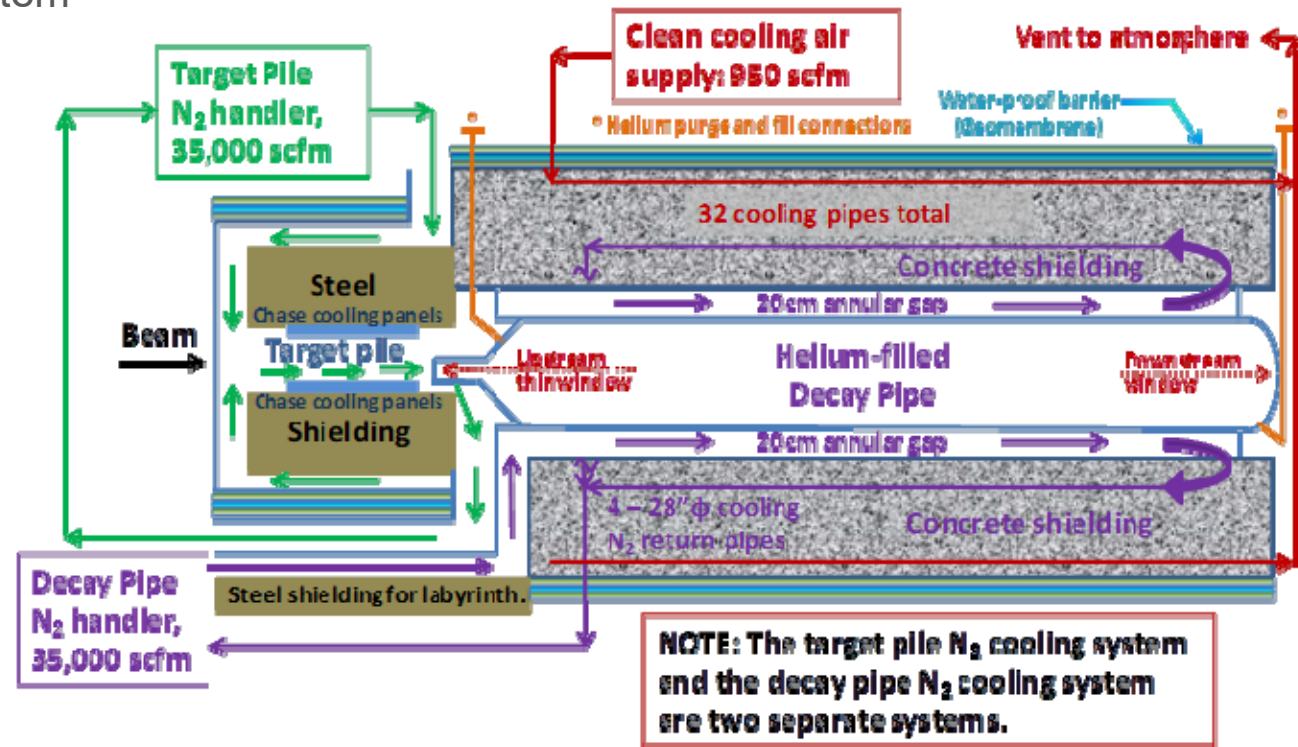 Target Pile
N₂ handler,
35,000 scfm
Clean cooling air
supply: 950 scfm
Vent to atmosphere
Water-proof barrier
(Geomembrane)
* Helium purge and fill connections
32 cooling pipes total
Concrete shielding
20cm annular gap
Steel
Chase cooling panels
Beam
Target pile
Chase cooling panels
Shielding
Upstream
thin window
Helium-filled
Decay Pipe
Downstream
window
20cm annular gap
4 – 28"ф cooling
N₂ return pipes
Concrete shielding
Decay Pipe
N₂ handler,
35,000 scfm
Steel shielding for labyrinth.
NOTE: The target pile N₂ cooling system
and the decay pipe N₂ cooling system
are two separate systems.